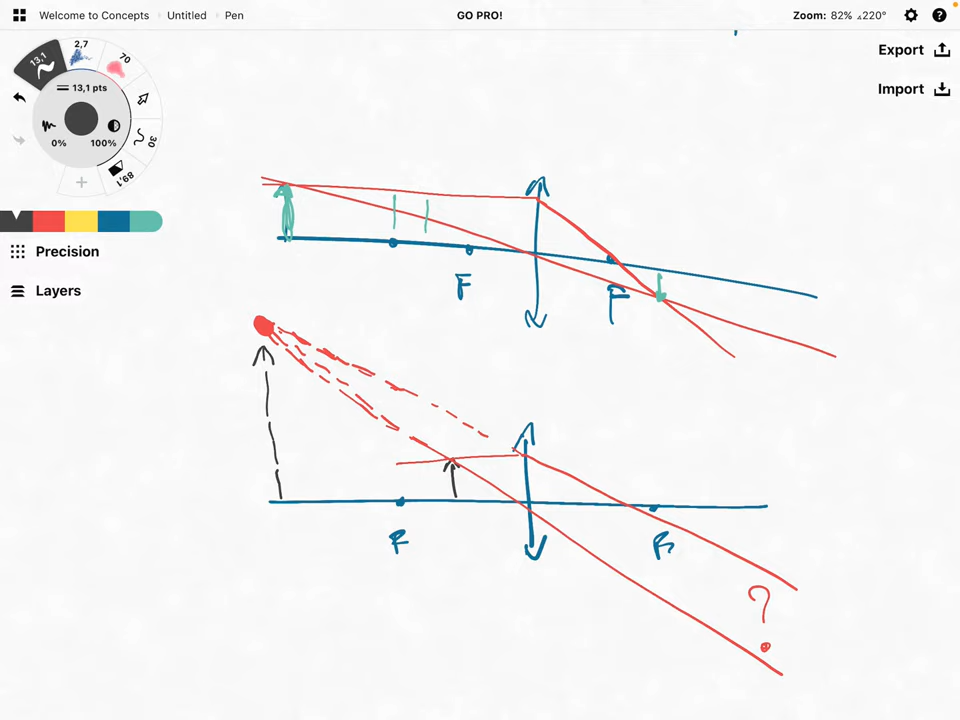 Welcome to Concepts › Untitled › Pen
GO PRO!
Zoom: 82% ⊿220°
Export
Import
13,1
2,7
70
13,1 pts
0%
100%
30
89,1
+
Precision
Layers
F
F
F
F
?